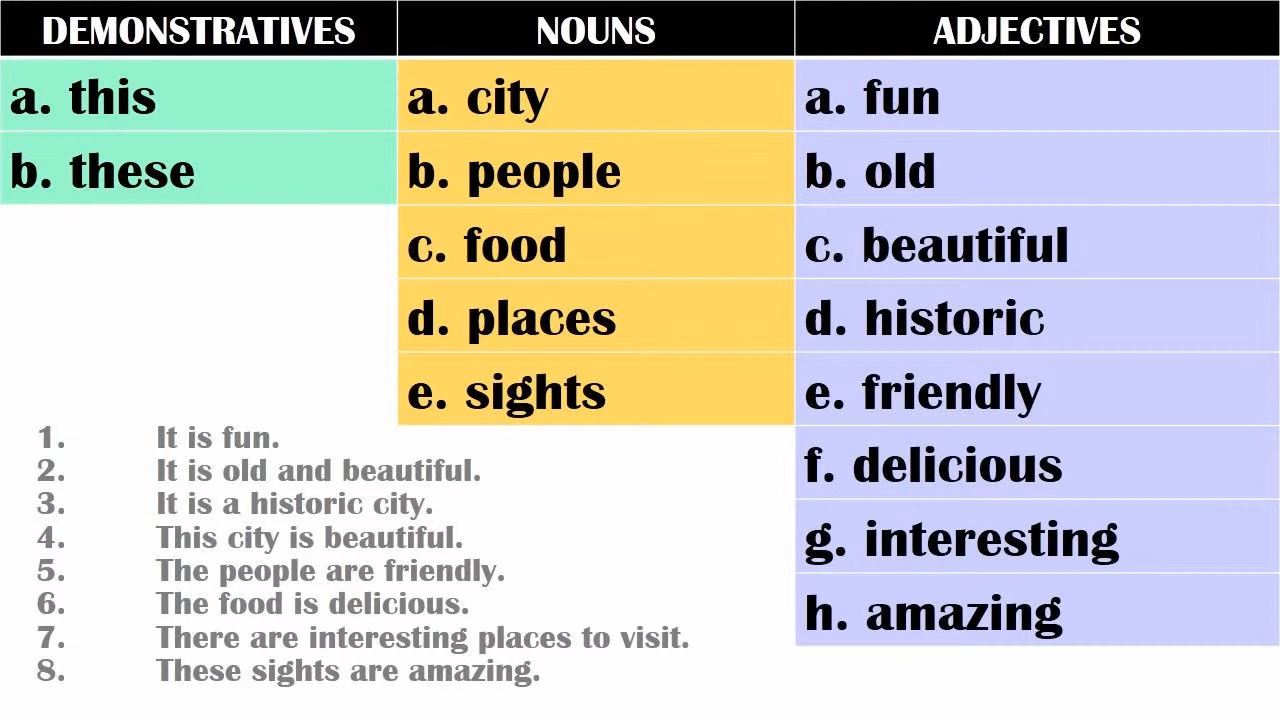 DEMONSTRATIVES NOUNS ADJECTIVES
a. this a. city a. fun
b. these b. people b. old
c. food c. beautiful
d. places d. historic
e. sights e. friendly
f. delicious
g. interesting
h. amazing
1. It is fun.
2. It is old and beautiful.
3. It is a historic city.
4. This city is beautiful.
5. The people are friendly.
6. The food is delicious.
7. There are interesting places to visit.
8. These sights are amazing.